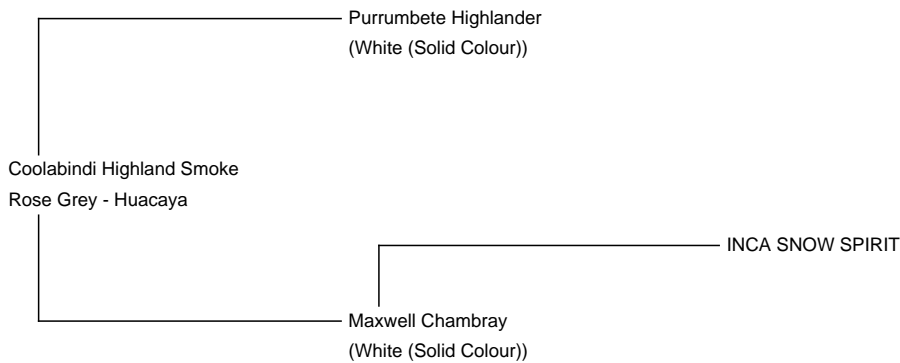 Purrumbete Highlander
(White (Solid Colour))
Coolabindi Highland Smoke
Rose Grey - Huacaya
INCA SNOW SPIRIT
Maxwell Chambray
(White (Solid Colour))